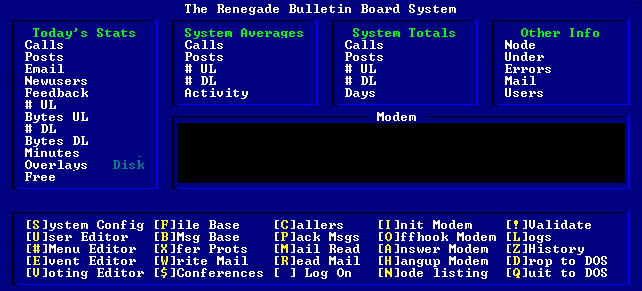 The Renegade Bulletin Board System
Today's Stats
Calls
Posts
Email
Newusers
Feedback
# UL
Bytes UL
# DL
Bytes DL
Minutes
Overlays Disk
Free
System Averages
Calls
Posts
# UL
# DL
Activity
System Totals
Calls
Posts
# UL
# DL
Days
Other Info
Node
Under
Errors
Mail
Users
Modem
[S]ystem Config [F]ile Base [C]allers [I]nit Modem [!]Validate
[U]ser Editor [B]Msg Base [P]ack Msgs [O]ffhook Modem [L]ogs
[#]Menu Editor [X]fer Prots [M]ail Read [A]nswer Modem [Z]History
[E]vent Editor [W]rite Mail [R]ead Mail [H]angup Modem [D]rop to DOS
[V]oting Editor [$]Conferences [ ] Log On [N]ode listing [Q]uit to DOS